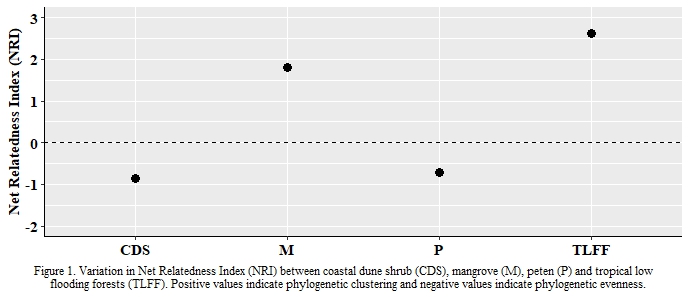 Net Relatedness Index (NRI)
3
2
1
0
-1
-2
CDS M P TLFF
Figure 1. Variation in Net Relatedness Index (NRI) between coastal dune shrub (CDS), mangrove (M), peten (P) and tropical low
flooding forests (TLFF). Positive values indicate phylogenetic clustering and negative values indicate phylogenetic evenness.